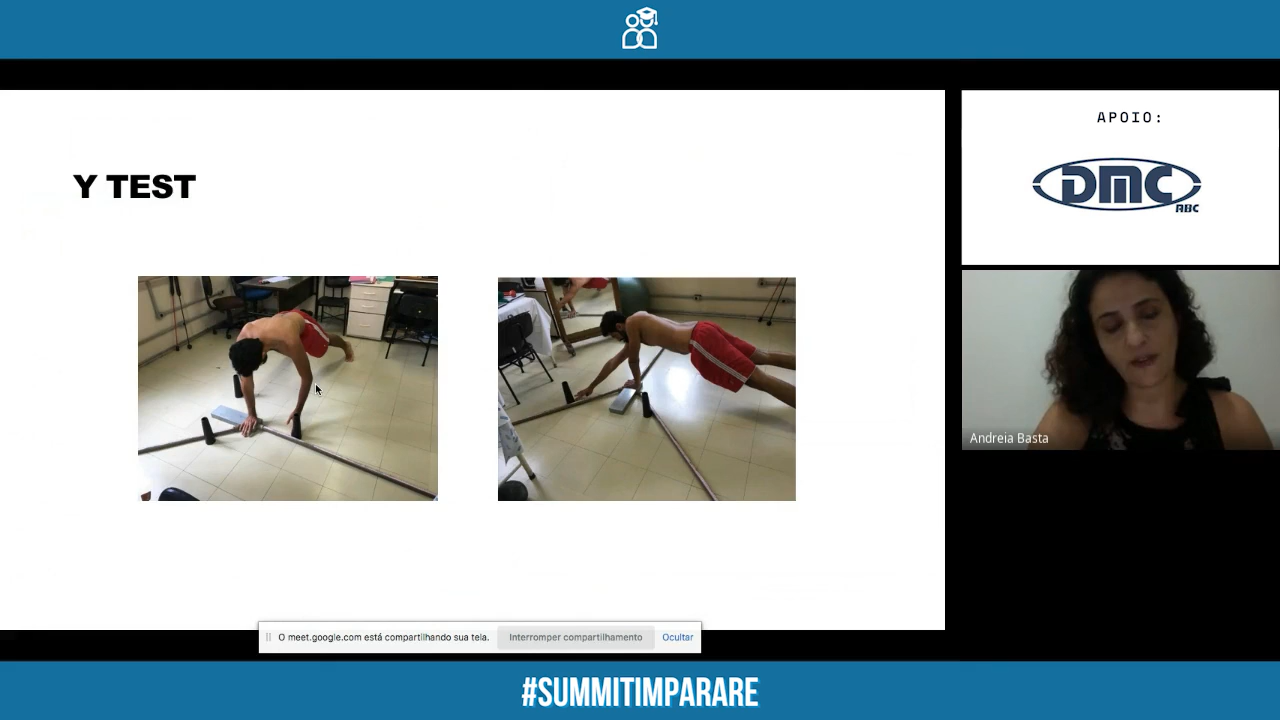 Y TEST
APOIO:
DMC
ABC
Andreia Basta
O meet.google.com está compartilhando sua tela.
Interromper compartilhamento
Ocultar
#SUMMITIMPARARE